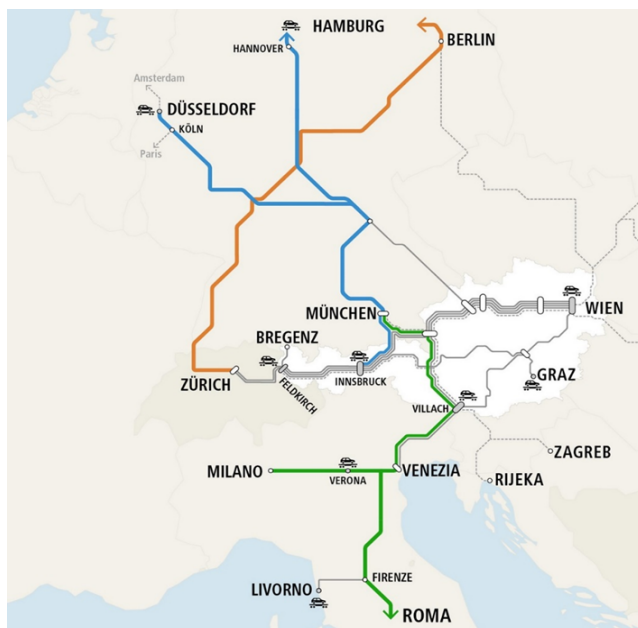 HAMBURG
HANNOVER
BERLIN
Amsterdam
DÜSSELDORF
KÖLN
Paris
MÜNCHEN
WIEN
BREGENZ
ZÜRICH
FELDKIRCH
INNSBRUCK
GRAZ
VILLACH
ZAGREB
MILANO
VERONA
VENEZIA
RIJEKA
LIVORNO
FIRENZE
ROMA